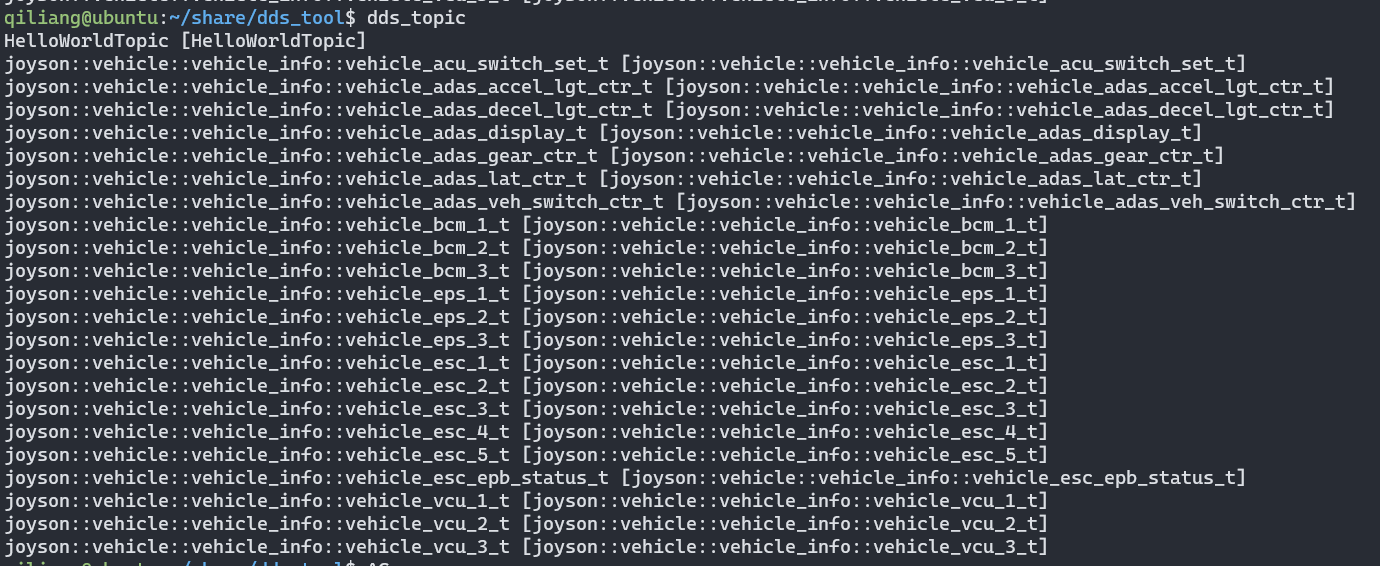 qiliang@ubuntu:~/share/dds_tool$ dds_topic
HelloWorldTopic [HelloWorldTopic]
joyson::vehicle::vehicle_info::vehicle_acu_switch_set_t [joyson::vehicle::vehicle_info::vehicle_acu_switch_set_t]
joyson::vehicle::vehicle_info::vehicle_adas_accel_lgt_ctr_t [joyson::vehicle::vehicle_info::vehicle_adas_accel_lgt_ctr_t]
joyson::vehicle::vehicle_info::vehicle_adas_decel_lgt_ctr_t [joyson::vehicle::vehicle_info::vehicle_adas_decel_lgt_ctr_t]
joyson::vehicle::vehicle_info::vehicle_adas_display_t [joyson::vehicle::vehicle_info::vehicle_adas_display_t]
joyson::vehicle::vehicle_info::vehicle_adas_gear_ctr_t [joyson::vehicle::vehicle_info::vehicle_adas_gear_ctr_t]
joyson::vehicle::vehicle_info::vehicle_adas_lat_ctr_t [joyson::vehicle::vehicle_info::vehicle_adas_lat_ctr_t]
joyson::vehicle::vehicle_info::vehicle_adas_veh_switch_ctr_t [joyson::vehicle::vehicle_info::vehicle_adas_veh_switch_ctr_t]
joyson::vehicle::vehicle_info::vehicle_bcm_1_t [joyson::vehicle::vehicle_info::vehicle_bcm_1_t]
joyson::vehicle::vehicle_info::vehicle_bcm_2_t [joyson::vehicle::vehicle_info::vehicle_bcm_2_t]
joyson::vehicle::vehicle_info::vehicle_bcm_3_t [joyson::vehicle::vehicle_info::vehicle_bcm_3_t]
joyson::vehicle::vehicle_info::vehicle_eps_1_t [joyson::vehicle::vehicle_info::vehicle_eps_1_t]
joyson::vehicle::vehicle_info::vehicle_eps_2_t [joyson::vehicle::vehicle_info::vehicle_eps_2_t]
joyson::vehicle::vehicle_info::vehicle_eps_3_t [joyson::vehicle::vehicle_info::vehicle_eps_3_t]
joyson::vehicle::vehicle_info::vehicle_esc_1_t [joyson::vehicle::vehicle_info::vehicle_esc_1_t]
joyson::vehicle::vehicle_info::vehicle_esc_2_t [joyson::vehicle::vehicle_info::vehicle_esc_2_t]
joyson::vehicle::vehicle_info::vehicle_esc_3_t [joyson::vehicle::vehicle_info::vehicle_esc_3_t]
joyson::vehicle::vehicle_info::vehicle_esc_4_t [joyson::vehicle::vehicle_info::vehicle_esc_4_t]
joyson::vehicle::vehicle_info::vehicle_esc_5_t [joyson::vehicle::vehicle_info::vehicle_esc_5_t]
joyson::vehicle::vehicle_info::vehicle_esc_epb_status_t [joyson::vehicle::vehicle_info::vehicle_esc_epb_status_t]
joyson::vehicle::vehicle_info::vehicle_vcu_1_t [joyson::vehicle::vehicle_info::vehicle_vcu_1_t]
joyson::vehicle::vehicle_info::vehicle_vcu_2_t [joyson::vehicle::vehicle_info::vehicle_vcu_2_t]
joyson::vehicle::vehicle_info::vehicle_vcu_3_t [joyson::vehicle::vehicle_info::vehicle_vcu_3_t]